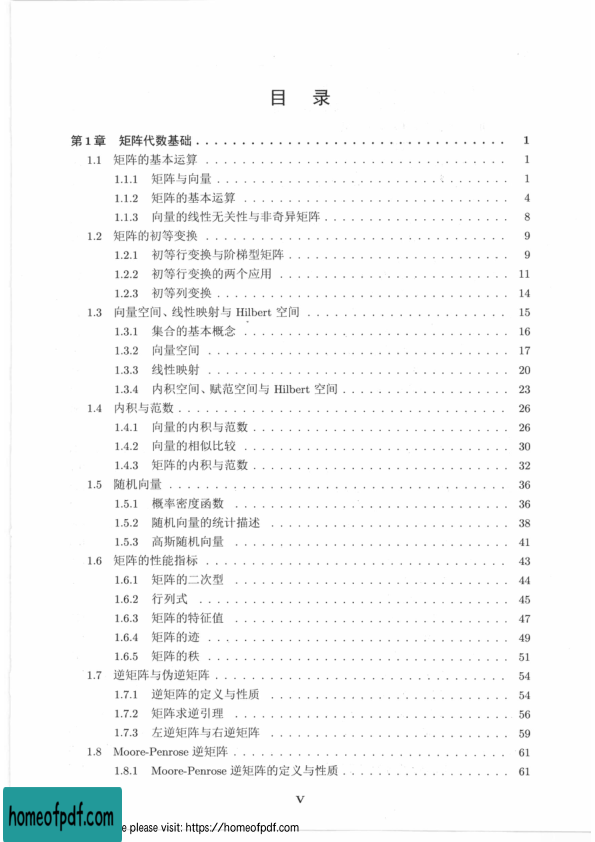 目 录
第 1 章 矩阵代数基础 . . . . . . . . . . . . . . . . . . . . 1
1.1 矩阵的基本运算 . . . . . . . . . . . . . . . . . . . . 1
1.1.1 矩阵与向量 . . . . . . . . . . . . . . . . . . . . 1
1.1.2 矩阵的基本运算 . . . . . . . . . . . . . . . . . . . . 4
1.1.3 向量的线性无关性与非奇异矩阵 . . . . . . . . . . . . . . . . . . . . 8
1.2 矩阵的初等变换 . . . . . . . . . . . . . . . . . . . . 9
1.2.1 初等行变换与阶梯型矩阵 . . . . . . . . . . . . . . . . . . . . 9
1.2.2 初等行变换的两个应用 . . . . . . . . . . . . . . . . . . . . 11
1.2.3 初等列变换 . . . . . . . . . . . . . . . . . . . . 14
1.3 向量空间、线性映射与 Hilbert 空间 . . . . . . . . . . . . . . . . . . . . 15
1.3.1 集合的基本概念 . . . . . . . . . . . . . . . . . . . . 16
1.3.2 向量空间 . . . . . . . . . . . . . . . . . . . . 17
1.3.3 线性映射 . . . . . . . . . . . . . . . . . . . . 20
1.3.4 内积空间、赋范空间与 Hilbert 空间 . . . . . . . . . . . . . . . . . . . . 23
1.4 内积与范数 . . . . . . . . . . . . . . . . . . . . 26
1.4.1 向量的内积与范数 . . . . . . . . . . . . . . . . . . . . 26
1.4.2 向量的相似比较 . . . . . . . . . . . . . . . . . . . . 30
1.4.3 矩阵的内积与范数 . . . . . . . . . . . . . . . . . . . . 32
1.5 随机向量 . . . . . . . . . . . . . . . . . . . . 36
1.5.1 概率密度函数 . . . . . . . . . . . . . . . . . . . . 36
1.5.2 随机向量的统计描述 . . . . . . . . . . . . . . . . . . . . 38
1.5.3 高斯随机向量 . . . . . . . . . . . . . . . . . . . . 41
1.6 矩阵的性能指标 . . . . . . . . . . . . . . . . . . . . 43
1.6.1 矩阵的二次型 . . . . . . . . . . . . . . . . . . . . 44
1.6.2 行列式 . . . . . . . . . . . . . . . . . . . . 45
1.6.3 矩阵的特征值 . . . . . . . . . . . . . . . . . . . . 47
1.6.4 矩阵的迹 . . . . . . . . . . . . . . . . . . . . 49
1.6.5 矩阵的秩 . . . . . . . . . . . . . . . . . . . . 51
1.7 逆矩阵与伪逆矩阵 . . . . . . . . . . . . . . . . . . . . 54
1.7.1 逆矩阵的定义与性质 . . . . . . . . . . . . . . . . . . . . 54
1.7.2 矩阵求逆引理 . . . . . . . . . . . . . . . . . . . . 56
1.7.3 左逆矩阵与右逆矩阵 . . . . . . . . . . . . . . . . . . . . 59
1.8 Moore-Penrose 逆矩阵 . . . . . . . . . . . . . . . . . . . . 61
1.8.1 Moore-Penrose 逆矩阵的定义与性质 . . . . . . . . . . . . . . . . . . . . 61
V
homeofpdf.com
e please visit: https://homeofpdf.com